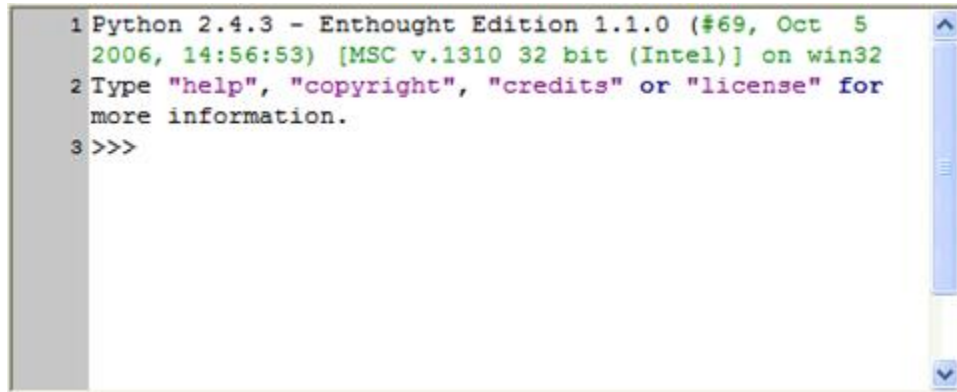 1 Python 2.4.3 - Enthought Edition 1.1.0 (#69, Oct  5
2006, 14:56:53) [MSC v.1310 32 bit (Intel)] on win32
2 Type "help", "copyright", "credits" or "license" for
more information.
3 >>>